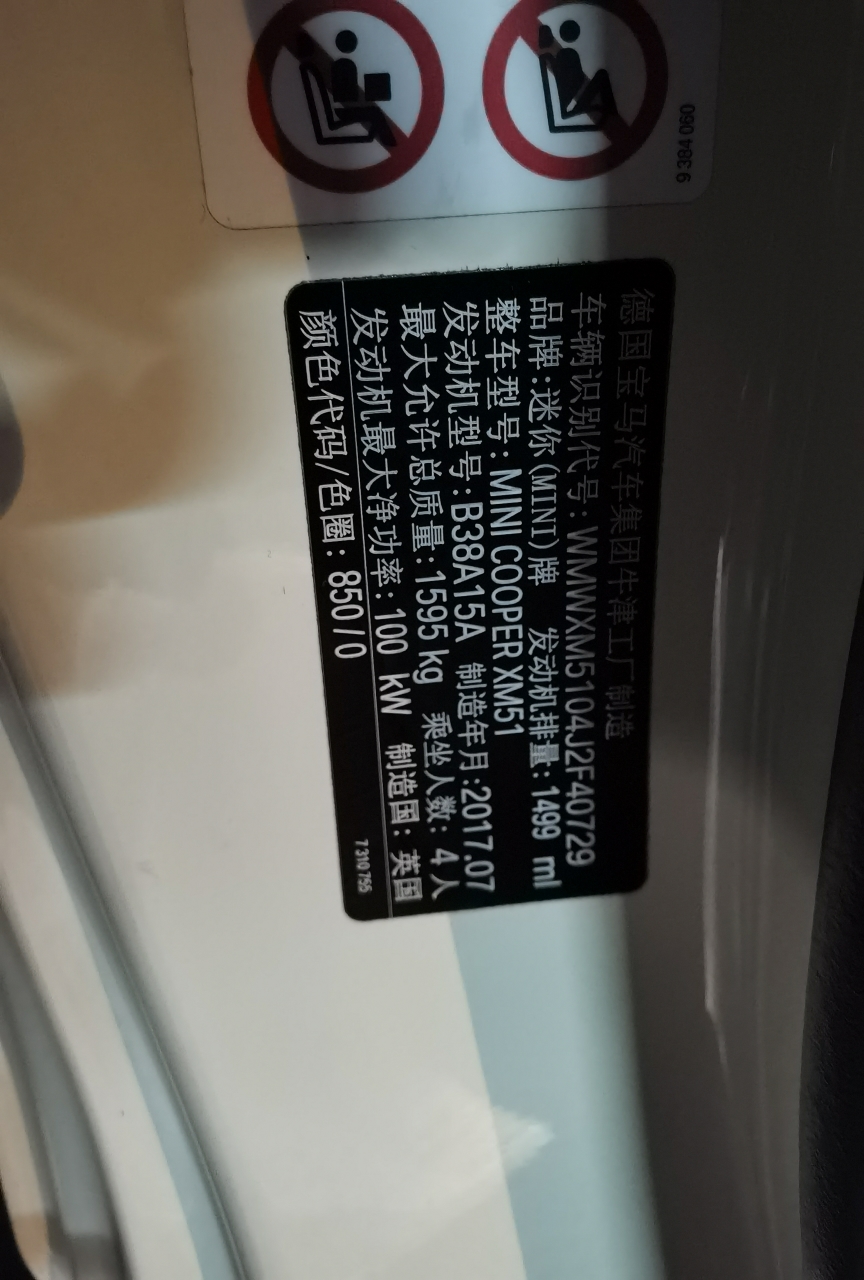 9 384 060
德国宝马汽车集团牛津工厂制造
车辆识别代号: WMWXM5104J2F40729
品牌:迷你(MINI)牌 发动机排量: 1499 ml
整车型号: MINI COOPER XM51
发动机型号: B38A15A 制造年月:2017.07
最大允许总质量:1595 kg 乘坐人数: 4人
发动机最大净功率: 100 kW 制造国: 英国
颜色代码/色圈: 850/0
7 310 755